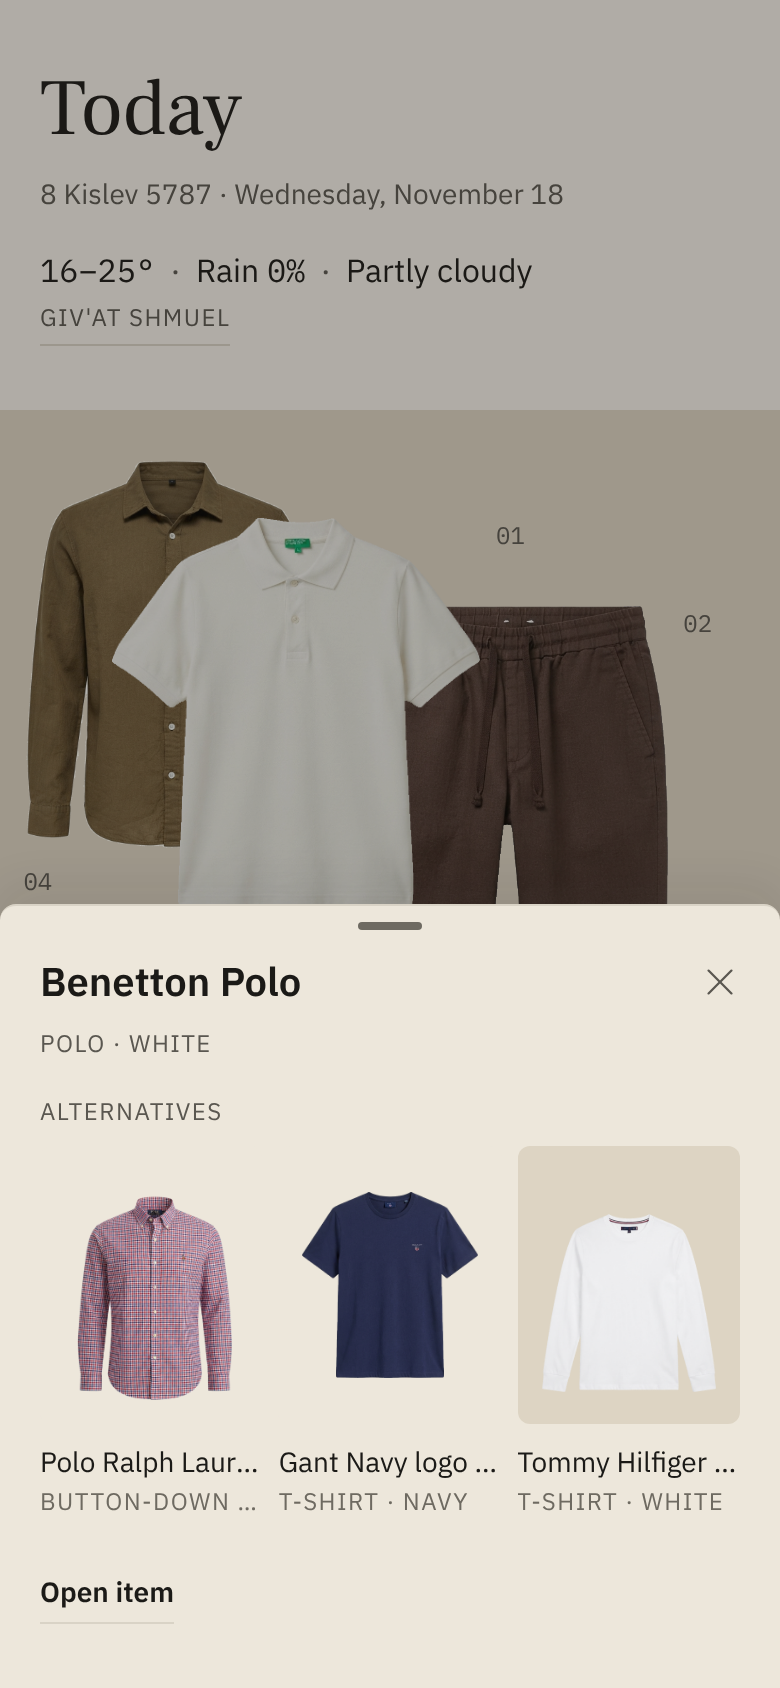 Today
8 Kislev 5787 · Wednesday, November 18
16–25° · Rain 0% · Partly cloudy
GIV'AT SHMUEL
01
02
04
Benetton Polo
POLO · WHITE
ALTERNATIVES
Polo Ralph Laur...
Gant Navy logo ...
Tommy Hilfiger ...
BUTTON-DOWN ...
T-SHIRT · NAVY
T-SHIRT · WHITE
Open item